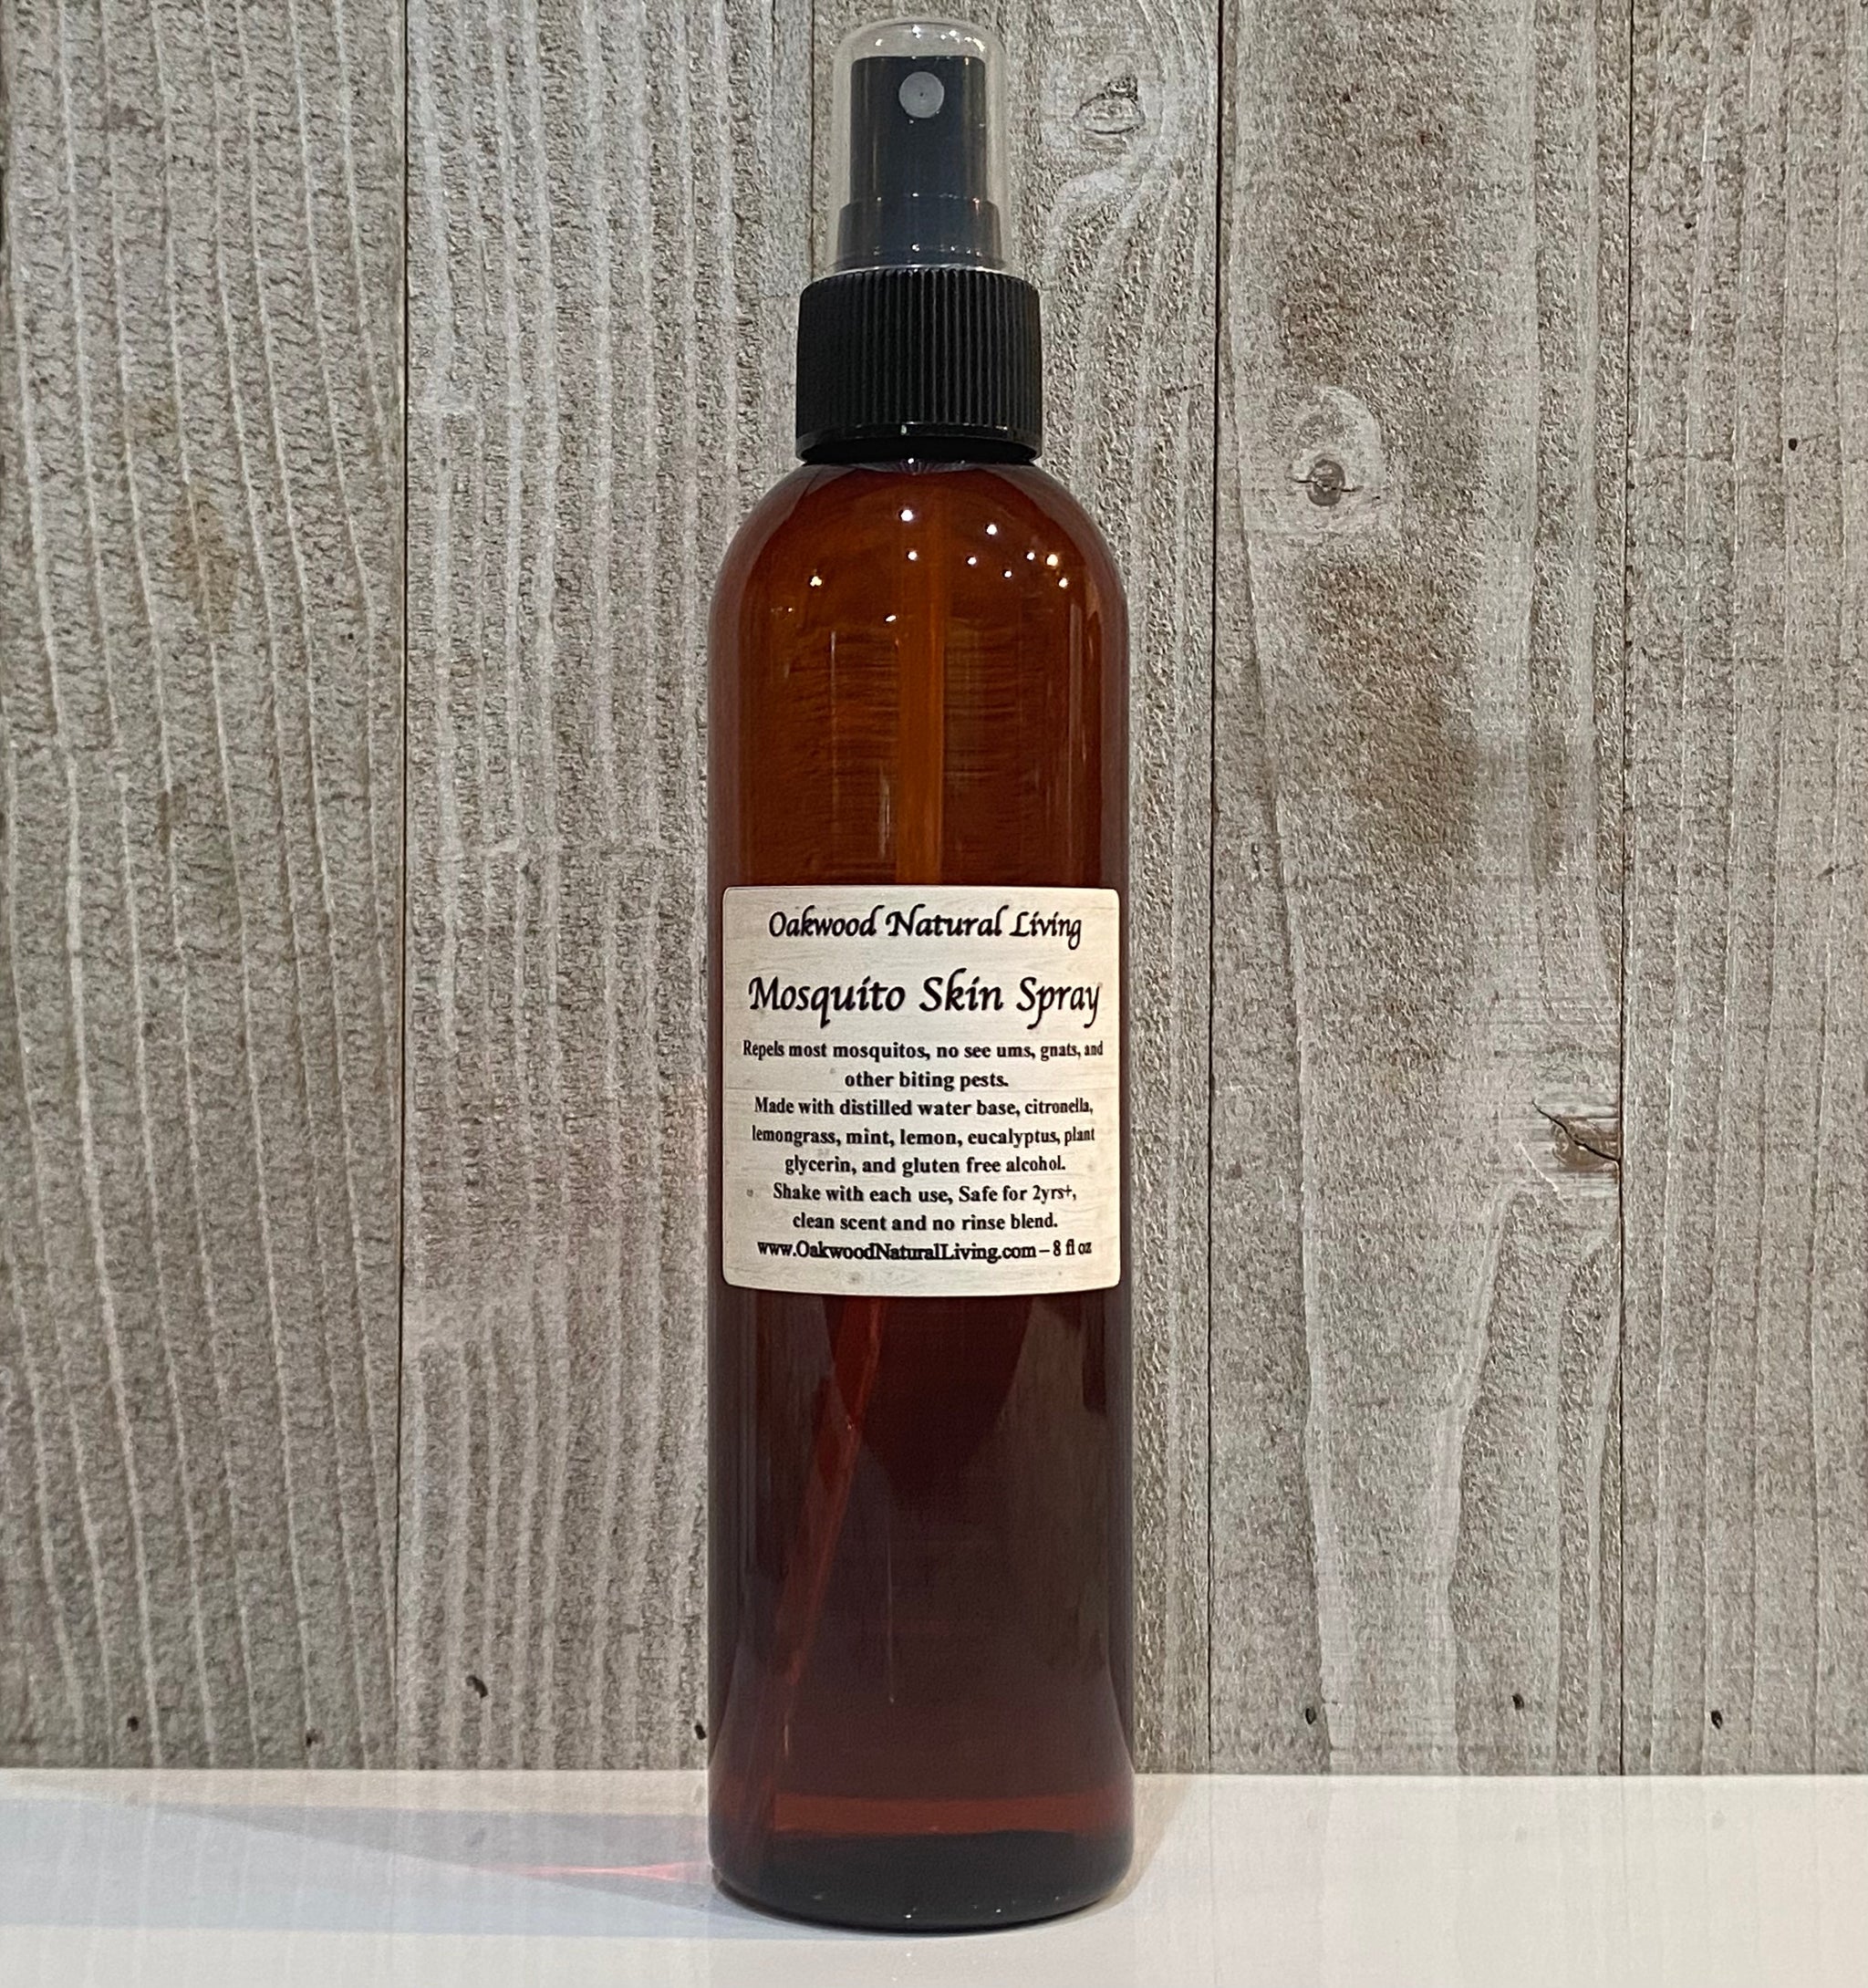 Oakwood Natural Living
Mosquito Skin Spray
Repels most mosquitos, no see ums, gnats, and
other biting pests.
Made with distilled water base, citronella,
lemongrass, mint, lemon, eucalyptus, plant
glycerin, and gluten free alcohol.
Shake with each use, Safe for 2yrs+,
clean scent and no rinse blend.
www.OakwoodNaturalLiving.com – 8 fl oz